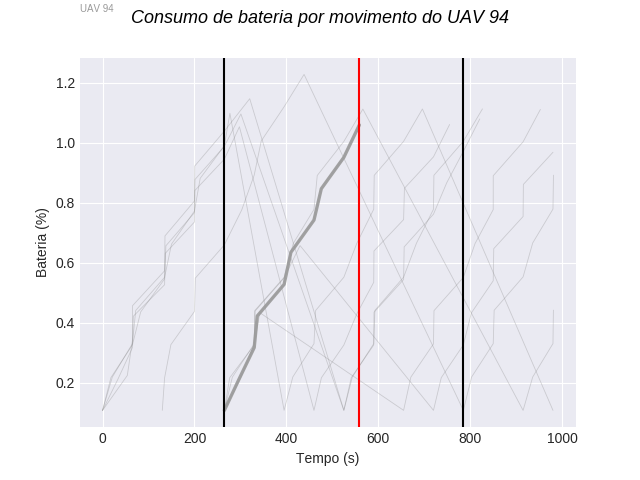 UAV 94
Consumo de bateria por movimento do UAV 94
1.2
1.0
0.8
0.6
0.4
0.2
Bateria (%)
0 200 400 600 800 1000
Tempo (s)